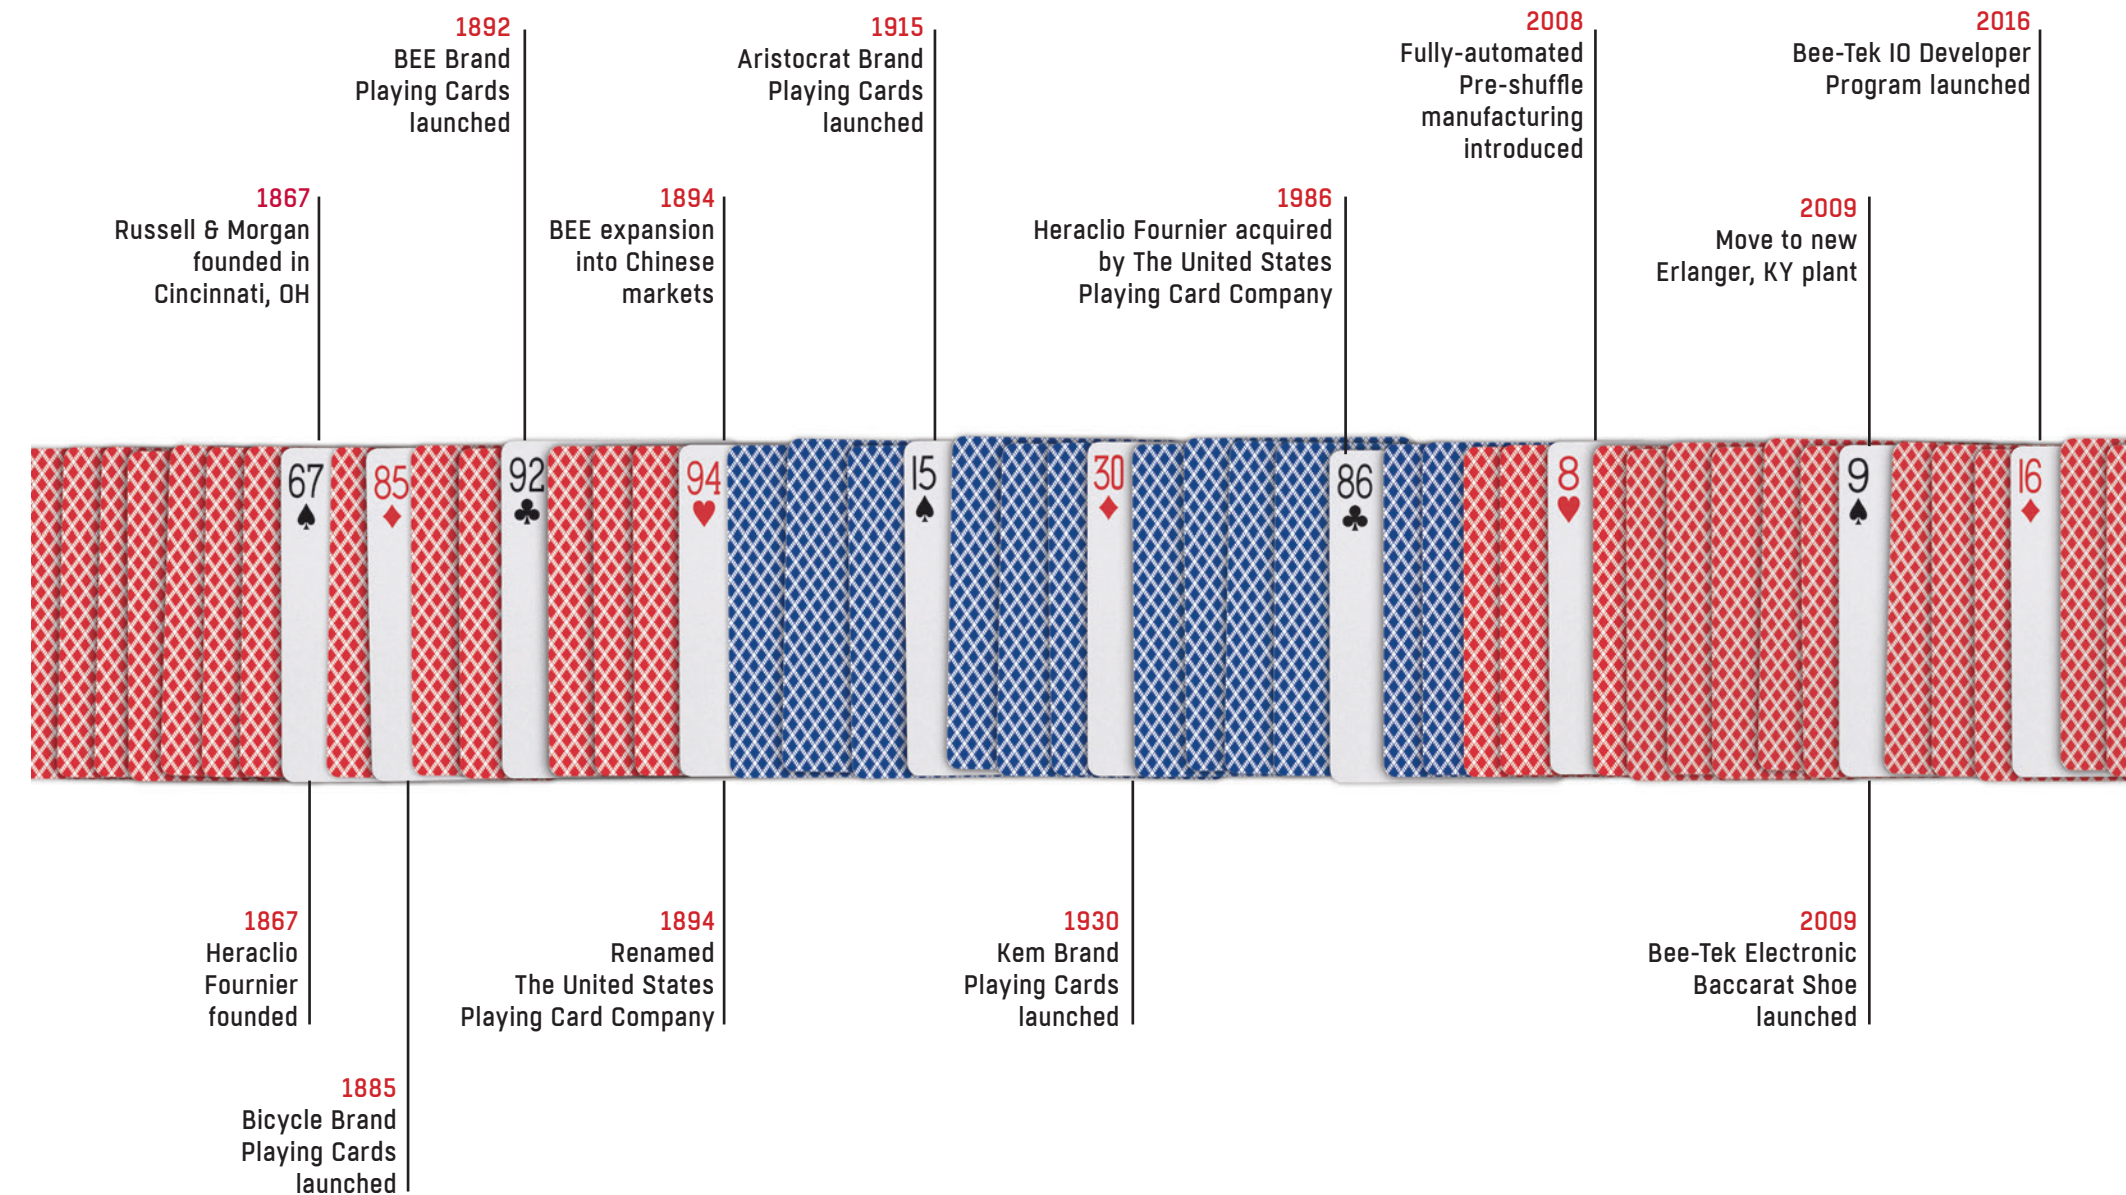 1892
BEE Brand
Playing Cards
launched
1915
Aristocrat Brand
Playing Cards
launched
2008
Fully-automated
Pre-shuffle
manufacturing
introduced
2016
Bee-Tek IO Developer
Program launched
1867
Russell & Morgan
founded in
Cincinnati, OH
1894
BEE expansion
into Chinese
markets
1986
Heraclio Fournier acquired
by The United States
Playing Card Company
2009
Move to new
Erlanger, KY plant
67
85
92
94
15
30
86
8
9
16
1867
Heraclio
Fournier
founded
1894
Renamed
The United States
Playing Card Company
1930
Kem Brand
Playing Cards
launched
2009
Bee-Tek Electronic
Baccarat Shoe
launched
1885
Bicycle Brand
Playing Cards
launched